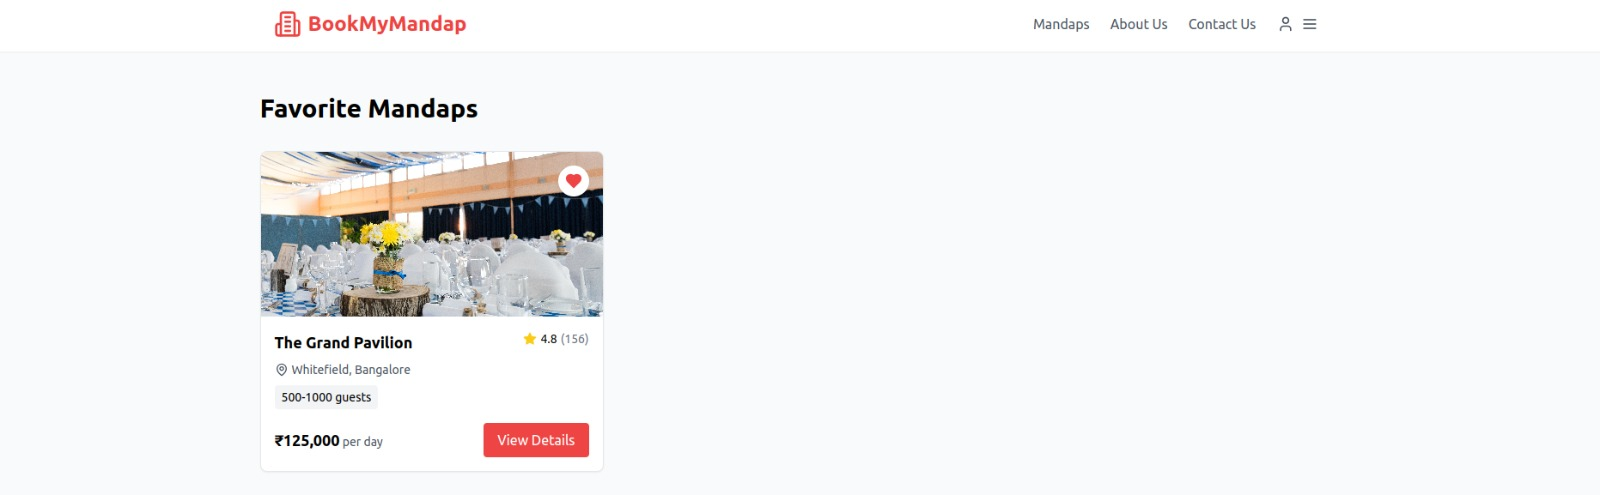 BookMyMandap
Mandaps About Us Contact Us
Favorite Mandaps
The Grand Pavilion
4.8 (156)
Whitefield, Bangalore
500-1000 guests
₹125,000 per day
View Details